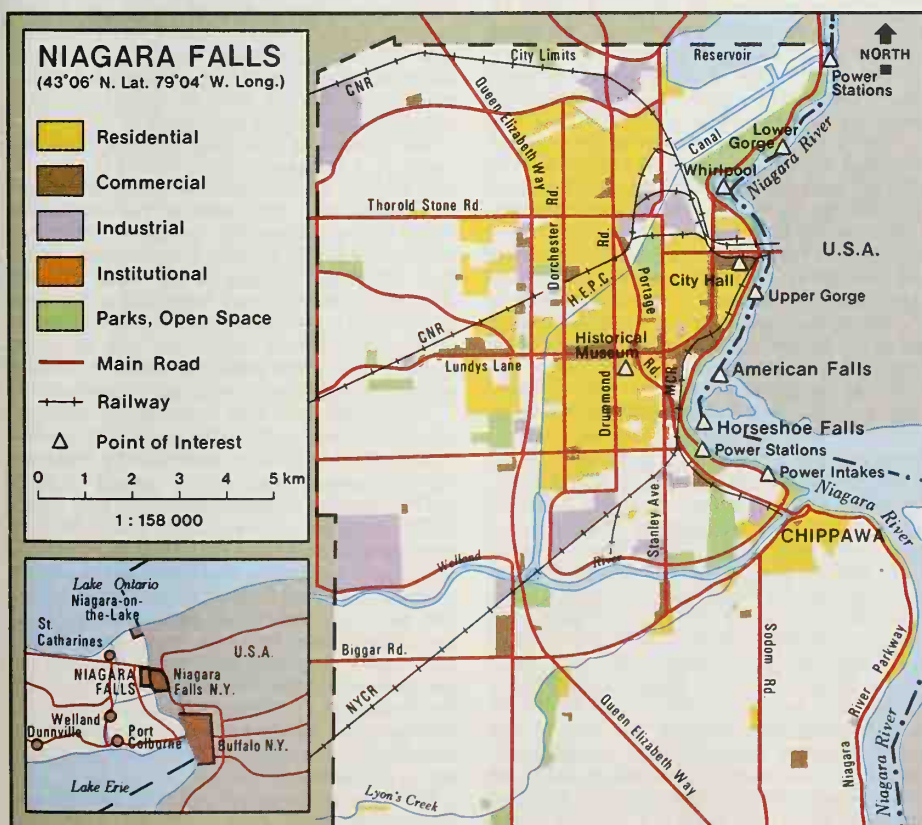 NIAGARA FALLS
(43°06′ N. Lat. 79°04′ W. Long.)
Residential
Commercial
Industrial
Institutional
Parks, Open Space
Main Road
Railway
Point of Interest
0 1 2 3 4 5 km
1 : 158 000
Lake Ontario
Niagara-on-
the-Lake
St.
Catharines
U.S.A.
NIAGARA
FALLS
Niagara
Falls N.Y.
Welland
Dunnville
Port
Colborne
Buffalo N.Y.
Lake Erie
NORTH
City Limits
Reservoir
CNR
Queen Elizabeth Way
Power
Stations
Canal
Lower
Gorge
Whirlpool
Niagara River
Thorold Stone Rd.
Dorchester Rd.
Rd.
Portage
Rd.
U.S.A.
City Hall
H.E.P.C.
Upper Gorge
CNR
Historical
Museum
Lundys Lane
Drummond
MCR
American Falls
Horseshoe Falls
Power Stations
Power Intakes
Niagara River
Stanley Ave.
CHIPPAWA
Welland
River
Biggar Rd.
NYCR
Sodom Rd.
Queen Elizabeth Way
Niagara
River Parkway
Niagara River
Lyon's Creek